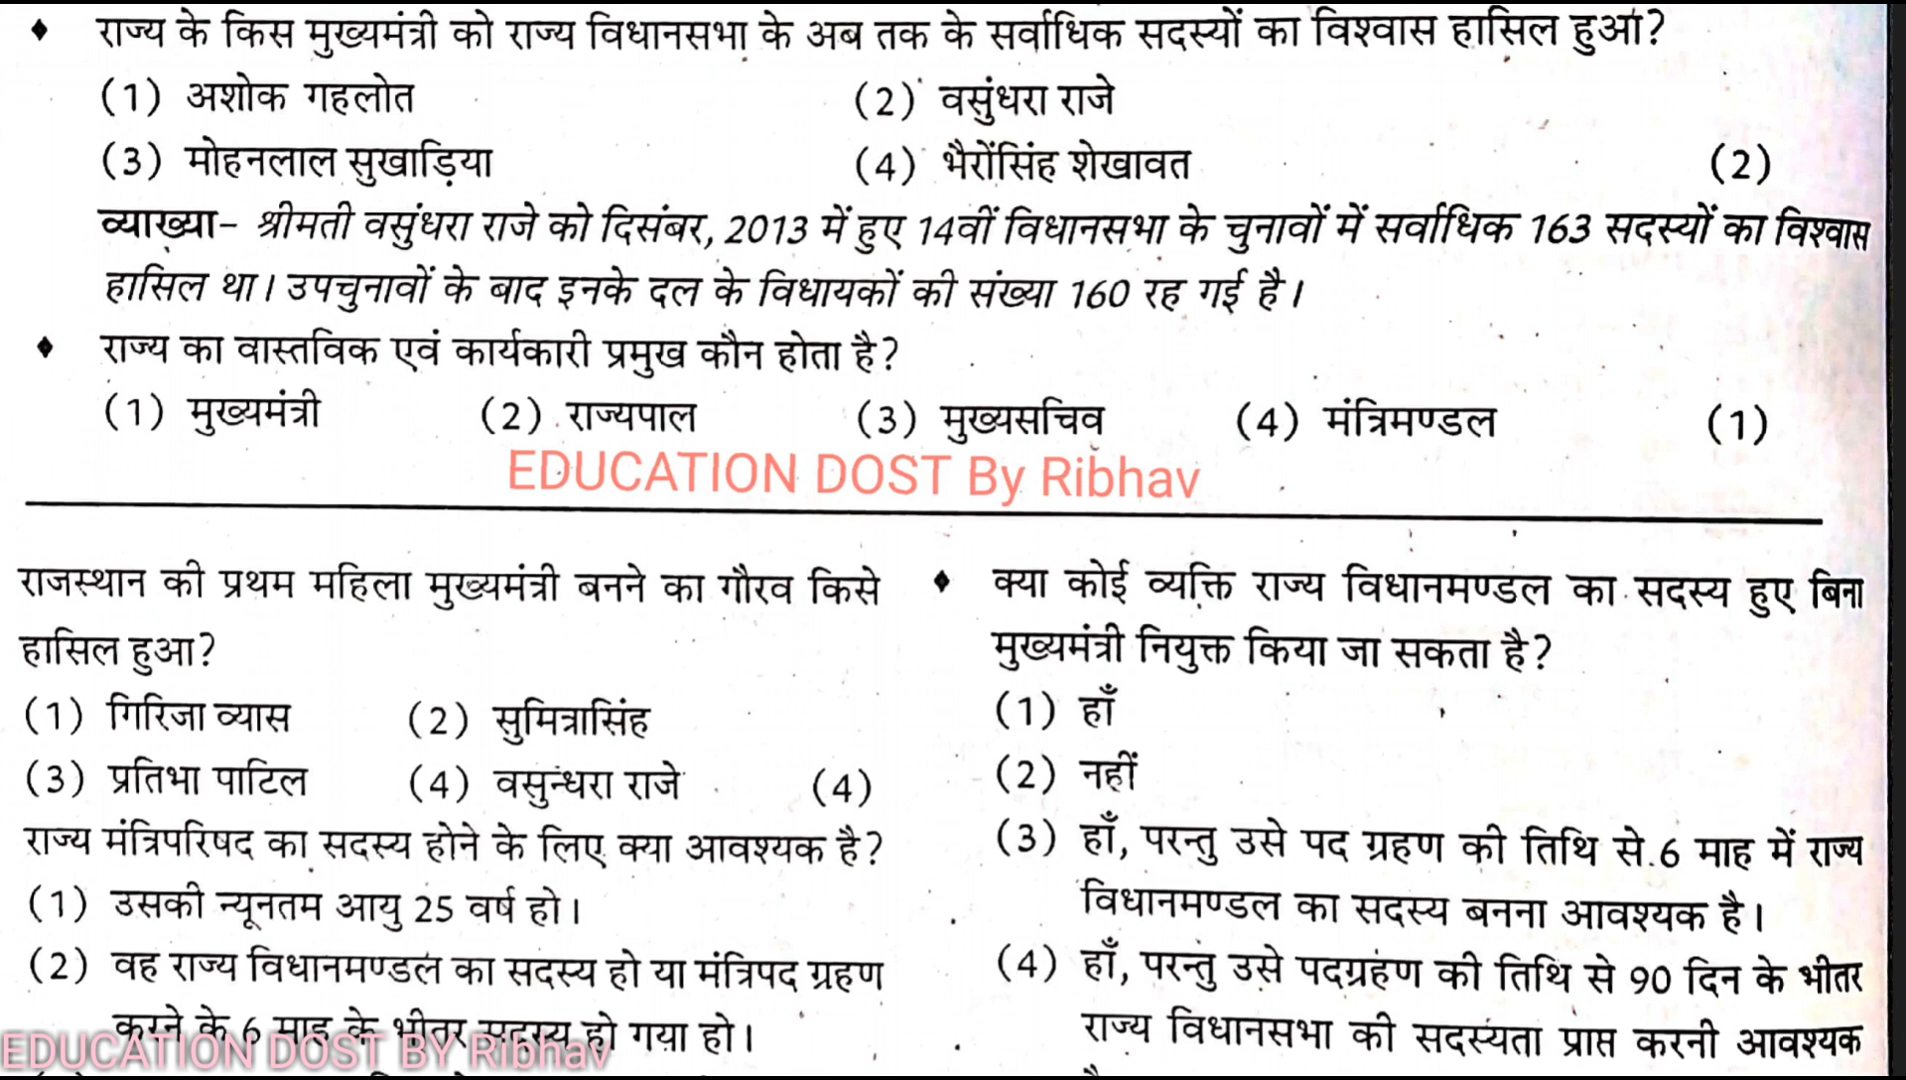 ♦ राज्य के किस मुख्यमंत्री को राज्य विधानसभा के अब तक के सर्वाधिक सदस्यों का विश्वास हासिल हुआ?
(1) अशोक गहलोत (2) वसुंधरा राजे
(3) मोहनलाल सुखाड़िया (4) भैरोंसिंह शेखावत (2)
व्याख्या- श्रीमती वसुंधरा राजे को दिसंबर, 2013 में हुए 14वीं विधानसभा के चुनावों में सर्वाधिक 163 सदस्यों का विश्वास
हासिल था। उपचुनावों के बाद इनके दल के विधायकों की संख्या 160 रह गई है।
♦ राज्य का वास्तविक एवं कार्यकारी प्रमुख कौन होता है?
(1) मुख्यमंत्री (2) राज्यपाल (3) मुख्यसचिव (4) मंत्रिमण्डल (1)
EDUCATION DOST By Ribhav
राजस्थान की प्रथम महिला मुख्यमंत्री बनने का गौरव किसे
हासिल हुआ?
(1) गिरिजा व्यास (2) सुमित्रासिंह
(3) प्रतिभा पाटिल (4) वसुन्धरा राजे (4)
राज्य मंत्रिपरिषद का सदस्य होने के लिए क्या आवश्यक है?
(1) उसकी न्यूनतम आयु 25 वर्ष हो।
(2) वह राज्य विधानमण्डल का सदस्य हो या मंत्रिपद ग्रहण
करने के 6 माह के भीतर सदस्य हो गया हो।
♦ क्या कोई व्यक्ति राज्य विधानमण्डल का सदस्य हुए बिना
मुख्यमंत्री नियुक्त किया जा सकता है?
(1) हाँ
(2) नहीं
(3) हाँ, परन्तु उसे पद ग्रहण की तिथि से 6 माह में राज्य
विधानमण्डल का सदस्य बनना आवश्यक है।
(4) हाँ, परन्तु उसे पदग्रहण की तिथि से 90 दिन के भीतर
राज्य विधानसभा की सदस्यता प्राप्त करनी आवश्यक
EDUCATION DOST BY Ribhav